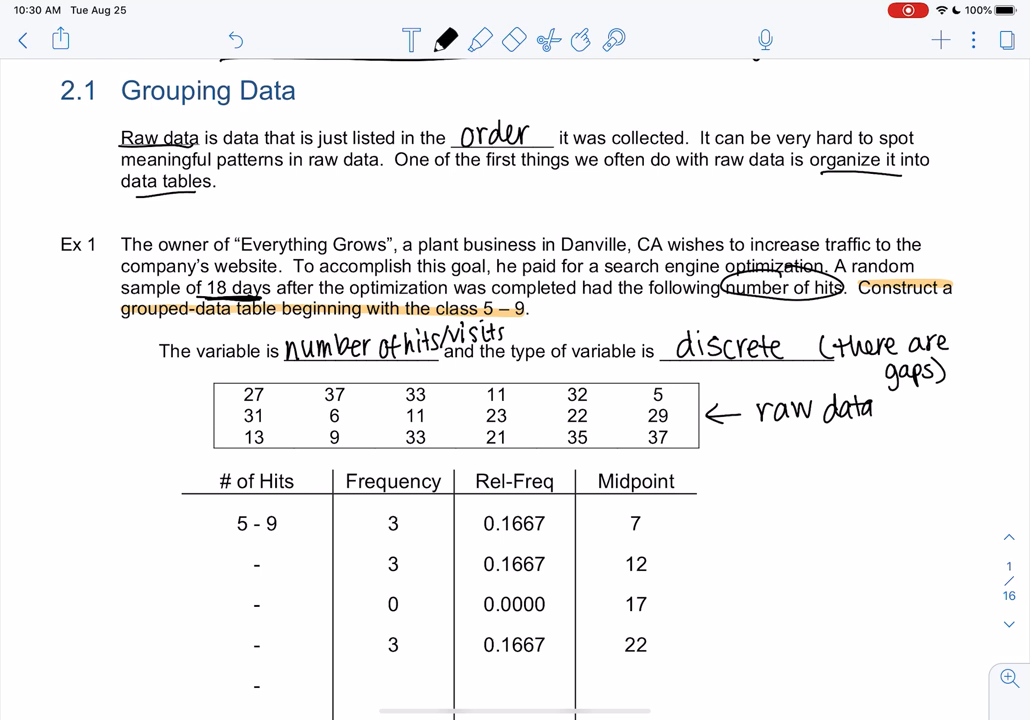 10:30 AM Tue Aug 25 100%
T
2.1 Grouping Data
Raw data is data that is just listed in the order it was collected. It can be very hard to spot
meaningful patterns in raw data. One of the first things we often do with raw data is organize it into
data tables.
Ex 1 The owner of “Everything Grows”, a plant business in Danville, CA wishes to increase traffic to the
company’s website. To accomplish this goal, he paid for a search engine optimization. A random
sample of 18 days after the optimization was completed had the following number of hits. Construct a
grouped-data table beginning with the class 5 – 9.
The variable is number of hits/visits and the type of variable is discrete (there are
gaps)
27 37 33 11 32 5
31 6 11 23 22 29 ← raw data
13 9 33 21 35 37
# of Hits Frequency Rel-Freq Midpoint
5 - 9 3 0.1667 7
- 3 0.1667 12
- 0 0.0000 17
- 3 0.1667 22
-
1
/
16